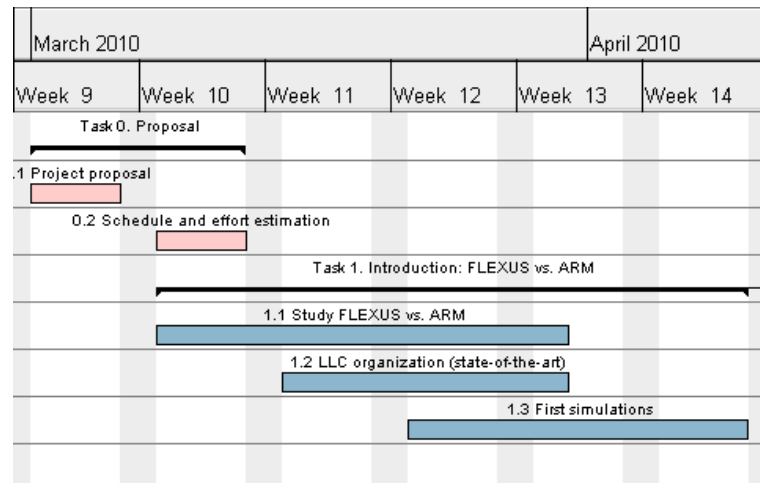 March 2010 April 2010
Week 9 Week 10 Week 11 Week 12 Week 13 Week 14
Task 0. Proposal
.1 Project proposal
0.2 Schedule and effort estimation
Task 1. Introduction: FLEXUS vs. ARM
1.1 Study FLEXUS vs. ARM
1.2 LLC organization (state-of-the-art)
1.3 First simulations